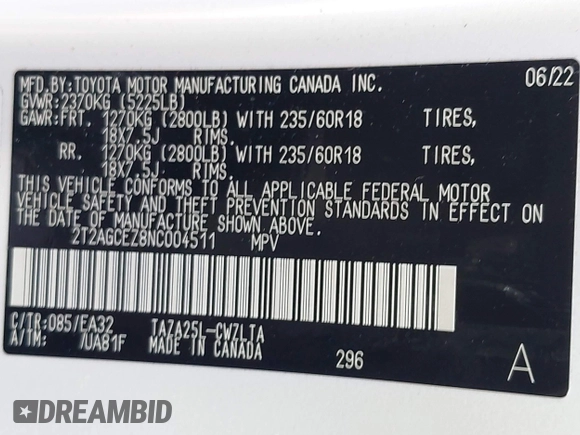 MFD.BY:TOYOTA MOTOR MANUFACTURING CANADA INC. 06/22
GVWR:2370KG (5225LB)
GAWR:FRT. 1270KG (2800LB) WITH 235/60R18 TIRES,
18X7.5J RIMS.
RR. 1270KG (2800LB) WITH 235/60R18 TIRES,
18X7.5J RIMS.
THIS VEHICLE CONFORMS TO ALL APPLICABLE FEDERAL MOTOR
VEHICLE SAFETY AND THEFT PREVENTION STANDARDS IN EFFECT ON
THE DATE OF MANUFACTURE SHOWN ABOVE.
2T2AGCEZ8NC004511 MPV
C/TR:085/EA32 TAZA25L-CWZLTA
A/TM: /UA81F MADE IN CANADA 296 A
DREAMBID